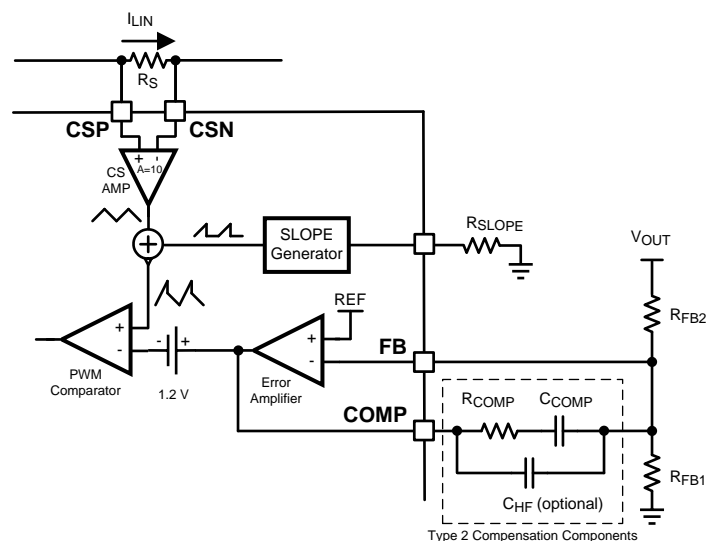 ILIN
RS
CSP
CSN
+ -
A=10
CS
AMP
+
SLOPE
Generator
RSLOPE
VOUT
REF
RFB2
+
-
PWM
Comparator
- +
1.2 V
+
-
Error
Amplifier
FB
COMP
RCOMP
CCOMP
CHF (optional)
RFB1
Type 2 Compensation Components